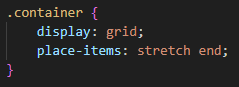 .container {
    display: grid;
    place-items: stretch end;
}